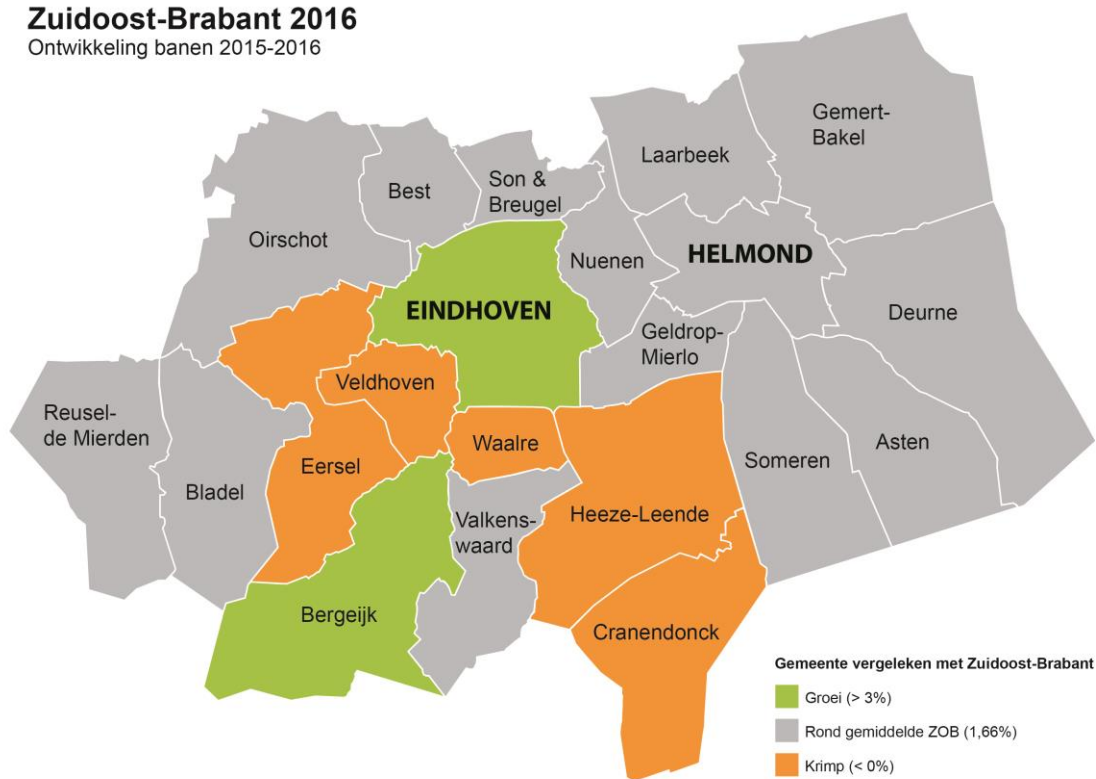 Zuidoost-Brabant 2016
Ontwikkeling banen 2015-2016
Gemert-
Bakel
Laarbeek
Son &
Breugel
Best
Oirschot
Nuenen
HELMOND
EINDHOVEN
Deurne
Geldrop-
Mierlo
Veldhoven
Reusel-
de Mierden
Waalre
Asten
Someren
Eersel
Bladel
Valkens-
waard
Heeze-Leende
Bergeijk
Cranendonck
Gemeente vergeleken met Zuidoost-Brabant
Groei (> 3%)
Rond gemiddelde ZOB (1,66%)
Krimp (< 0%)